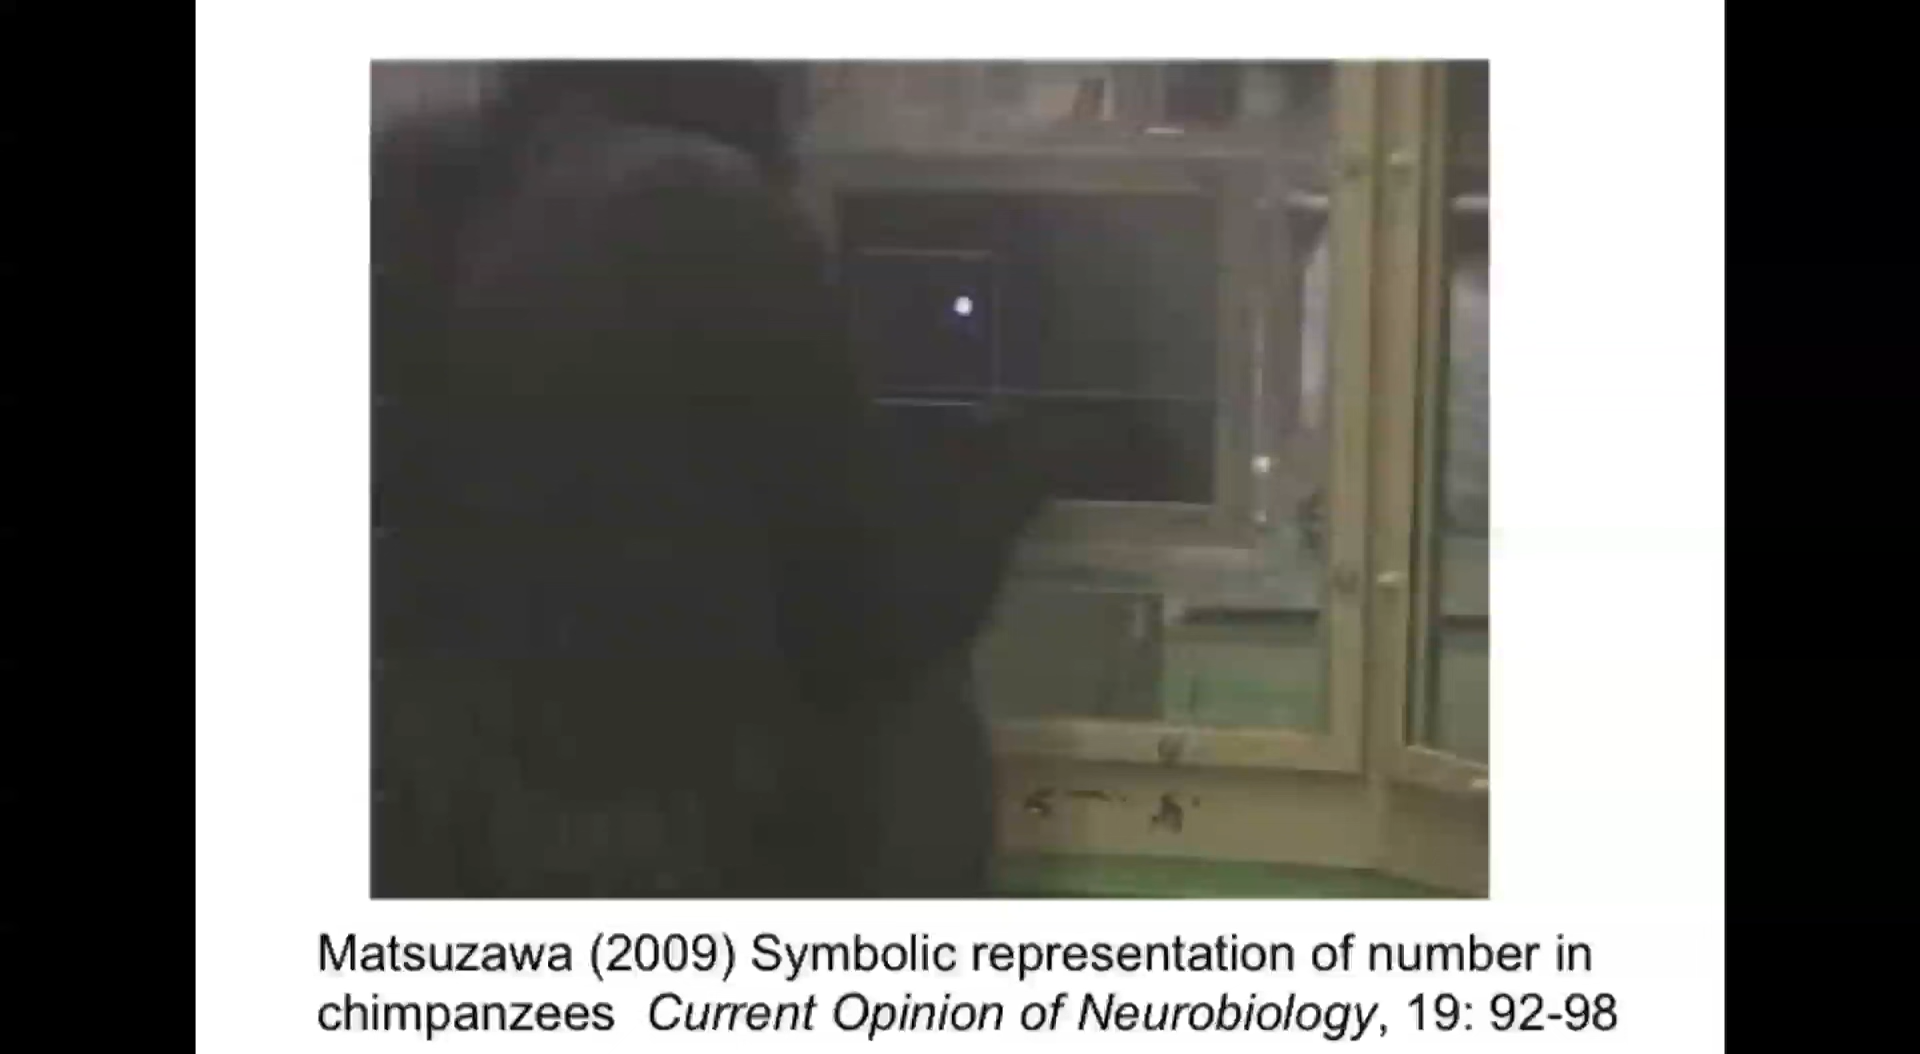 Matsuzawa (2009) Symbolic representation of number in
chimpanzees Current Opinion of Neurobiology, 19: 92-98